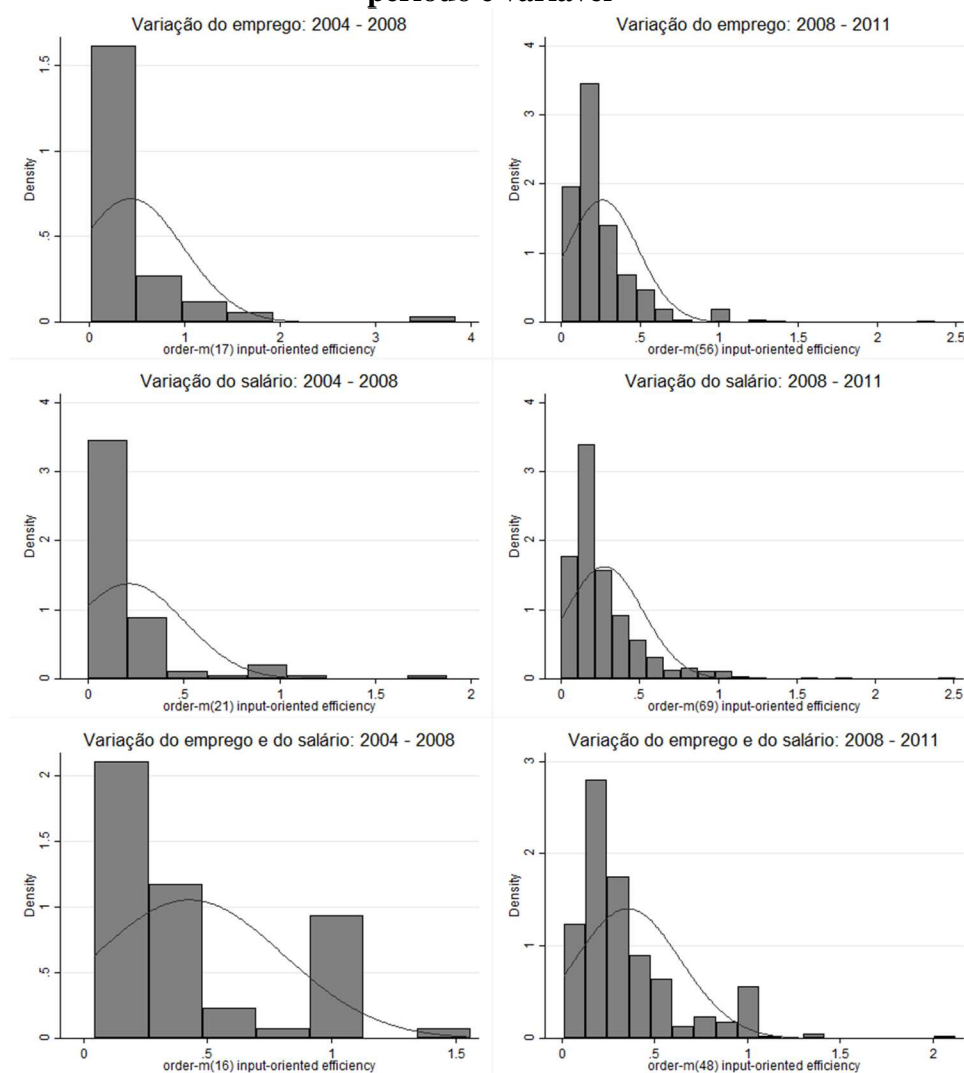 período e variável
Variação do emprego: 2004 - 2008
Density
0 .5 1 1.5
0 1 2 3 4
order-m(17) input-oriented efficiency
Variação do emprego: 2008 - 2011
Density
0 1 2 3 4
0 .5 1 1.5 2 2.5
order-m(56) input-oriented efficiency
Variação do salário: 2004 - 2008
Density
0 1 2 3 4
0 .5 1 1.5 2
order-m(21) input-oriented efficiency
Variação do salário: 2008 - 2011
Density
0 1 2 3 4
0 .5 1 1.5 2 2.5
order-m(69) input-oriented efficiency
Variação do emprego e do salário: 2004 - 2008
Density
0 .5 1 1.5 2
0 .5 1 1.5
order-m(16) input-oriented efficiency
Variação do emprego e do salário: 2008 - 2011
Density
0 1 2 3
0 .5 1 1.5 2
order-m(48) input-oriented efficiency